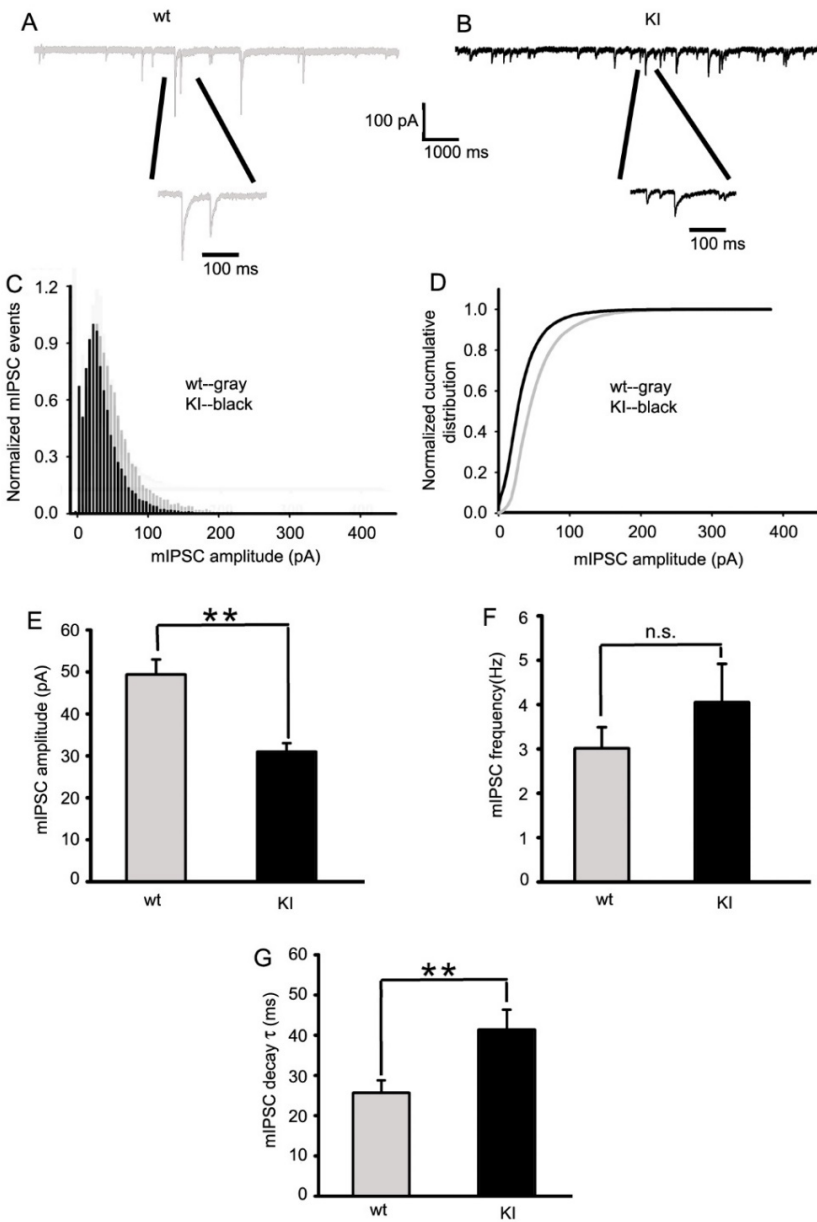 A
wt
B
KI
100 pA
1000 ms
100 ms
100 ms
C
Normalized mIPSC events
1.2
0.9
0.6
0.3
0.0
wt--gray
KI--black
0 100 200 300 400
mIPSC amplitude (pA)
D
Normalized cucmulative
distribution
1.0
0.8
0.6
0.4
0.2
0.0
wt--gray
KI--black
0 100 200 300 400
mIPSC amplitude (pA)
E
mIPSC amplitude (pA)
60
50
40
30
20
10
0
**
wt KI
F
mIPSC frequency(Hz)
6
5
4
3
2
1
0
n.s.
wt KI
G
mIPSC decay τ (ms)
60
50
40
30
20
10
0
**
wt KI